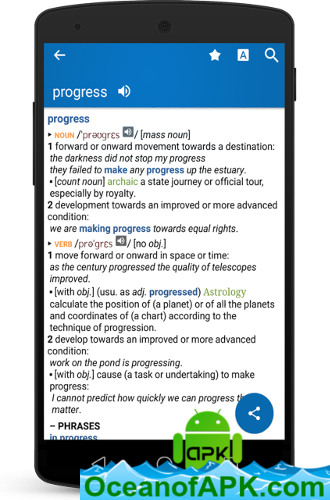 progress
progress
▸ NOUN /ˈprəʊɡrɛs/ [mass noun]
1 forward or onward movement towards a destination:
the darkness did not stop my progress
they failed to make any progress up the estuary.
▪ [count noun] archaic a state journey or official tour,
especially by royalty.
2 development towards an improved or more advanced
condition:
we are making progress towards equal rights.
▸ VERB /prəˈɡrɛs/ [no obj.]
1 move forward or onward in space or time:
as the century progressed the quality of telescopes
improved.
▪ [with obj.] (usu. as adj. progressed) Astrology
calculate the position of (a planet) or of all the planets
and coordinates of (a chart) according to the
technique of progression.
2 develop towards an improved or more advanced
condition:
work on the pond is progressing.
▪ [with obj.] cause (a task or undertaking) to make
progress:
I cannot predict how quickly we can progress
matter.
– PHRASES
in progress
apk
OceanofAPK.com